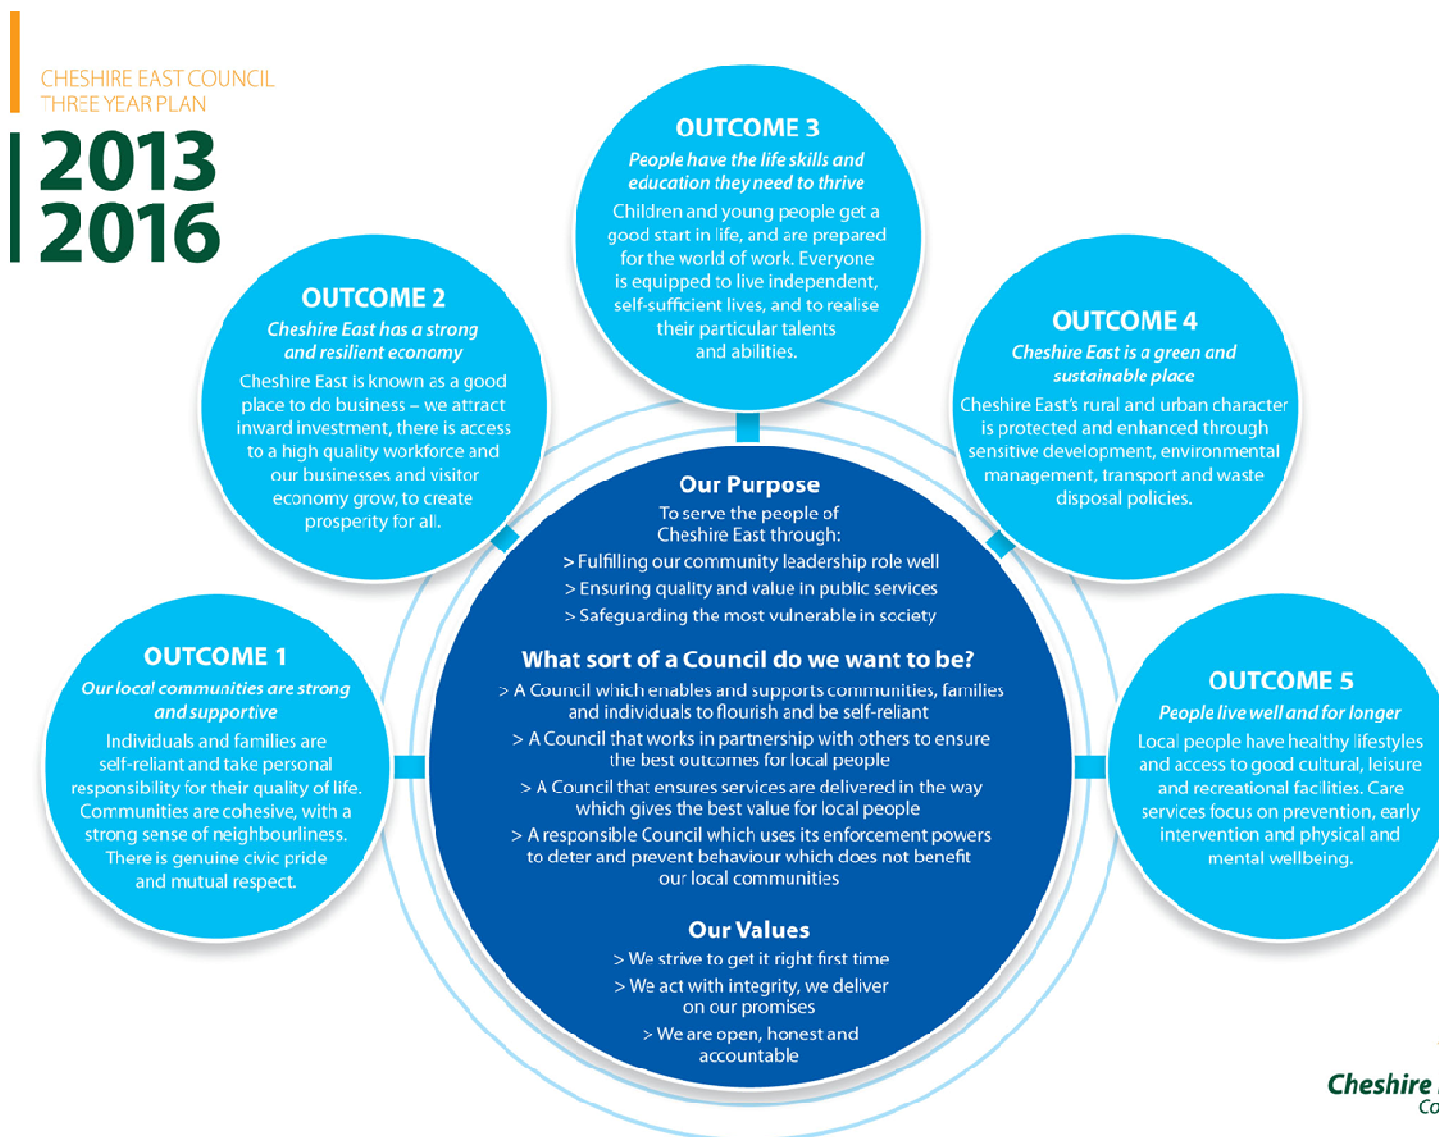 CHESHIRE EAST COUNCIL
THREE YEAR PLAN
2013
2016
OUTCOME 1
Our local communities are strong
and supportive
Individuals and families are
self-reliant and take personal
responsibility for their quality of life.
Communities are cohesive, with a
strong sense of neighbourliness.
There is genuine civic pride
and mutual respect.
OUTCOME 2
Cheshire East has a strong
and resilient economy
Cheshire East is known as a good
place to do business – we attract
inward investment, there is access
to a high quality workforce and
our businesses and visitor
economy grow, to create
prosperity for all.
OUTCOME 3
People have the life skills and
education they need to thrive
Children and young people get a
good start in life, and are prepared
for the world of work. Everyone
is equipped to live independent,
self-sufficient lives, and to realise
their particular talents
and abilities.
OUTCOME 4
Cheshire East is a green and
sustainable place
Cheshire East's rural and urban character
is protected and enhanced through
sensitive development, environmental
management, transport and waste
disposal policies.
OUTCOME 5
People live well and for longer
Local people have healthy lifestyles
and access to good cultural, leisure
and recreational facilities. Care
services focus on prevention, early
intervention and physical and
mental wellbeing.
Our Purpose
To serve the people of
Cheshire East through:
> Fulfilling our community leadership role well
> Ensuring quality and value in public services
> Safeguarding the most vulnerable in society
What sort of a Council do we want to be?
> A Council which enables and supports communities, families
and individuals to flourish and be self-reliant
> A Council that works in partnership with others to ensure
the best outcomes for local people
> A Council that ensures services are delivered in the way
which gives the best value for local people
> A responsible Council which uses its enforcement powers
to deter and prevent behaviour which does not benefit
our local communities
Our Values
> We strive to get it right first time
> We act with integrity, we deliver
on our promises
> We are open, honest and
accountable
Cheshire